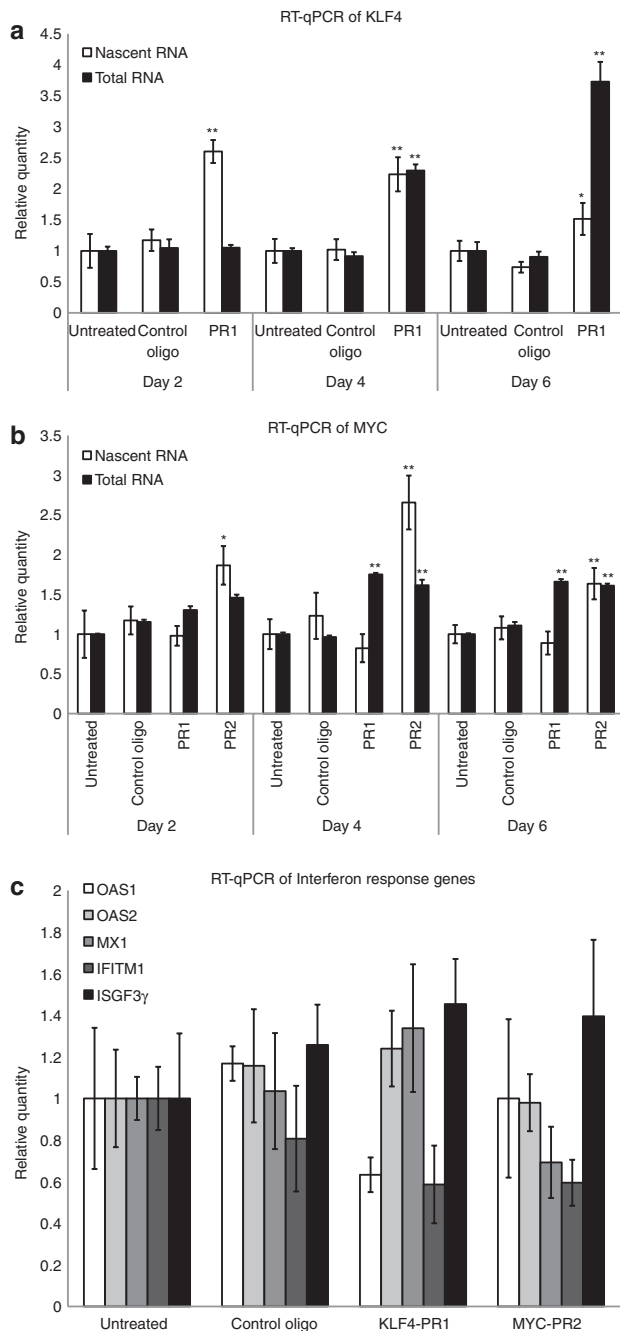 a
RT-qPCR of KLF4
Nascent RNA
Total RNA
Relative quantity
4.5
4
3.5
3
2.5
2
1.5
1
0.5
0
**
** **
*
**
Untreated Control oligo PR1 Untreated Control oligo PR1 Untreated Control oligo PR1
Day 2 Day 4 Day 6
b
RT-qPCR of MYC
Nascent RNA
Total RNA
Relative quantity
3.5
3
2.5
2
1.5
1
0.5
0
*
**
**
**
**
**
**
Untreated Control oligo PR1 PR2 Untreated Control oligo PR1 PR2 Untreated Control oligo PR1 PR2
Day 2 Day 4 Day 6
c
RT-qPCR of Interferon response genes
OAS1
OAS2
MX1
IFITM1
ISGF3γ
Relative quantity
2
1.8
1.6
1.4
1.2
1
0.8
0.6
0.4
0.2
0
Untreated Control oligo KLF4-PR1 MYC-PR2